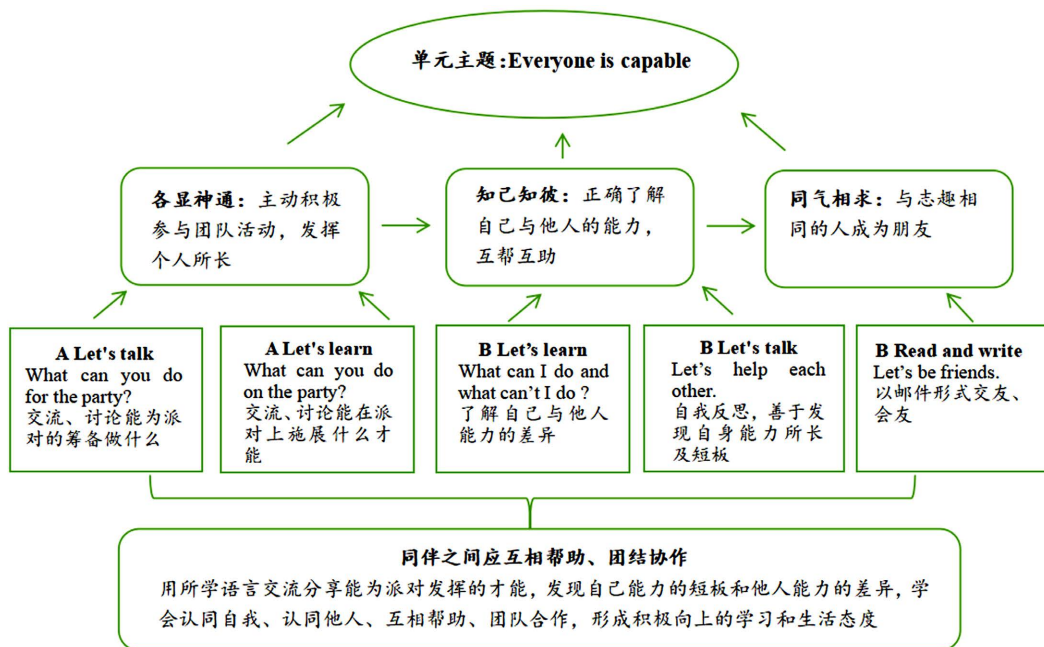 单元主题:Everyone is capable
各显神通：主动积极
参与团队活动，发挥
个人所长
知己知彼：正确了解
自己与他人的能力，
互帮互助
同气相求：与志趣相
同的人成为朋友
A Let's talk
What can you do
for the party?
交流、讨论能为派
对的筹备做什么
A Let's learn
What can you do
on the party?
交流、讨论能在派
对上施展什么才
能
B Let’s learn
What can I do and
what can’t I do ?
了解自己与他人
能力的差异
B Let's talk
Let’s help each
other.
自我反思，善于发
现自身能力所长
及短板
B Read and write
Let's be friends.
以邮件形式交友、
会友
同伴之间应互相帮助、团结协作
用所学语言交流分享能为派对发挥的才能，发现自己能力的短板和他人能力的差异，学
会认同自我、认同他人、互相帮助、团队合作，形成积极向上的学习和生活态度